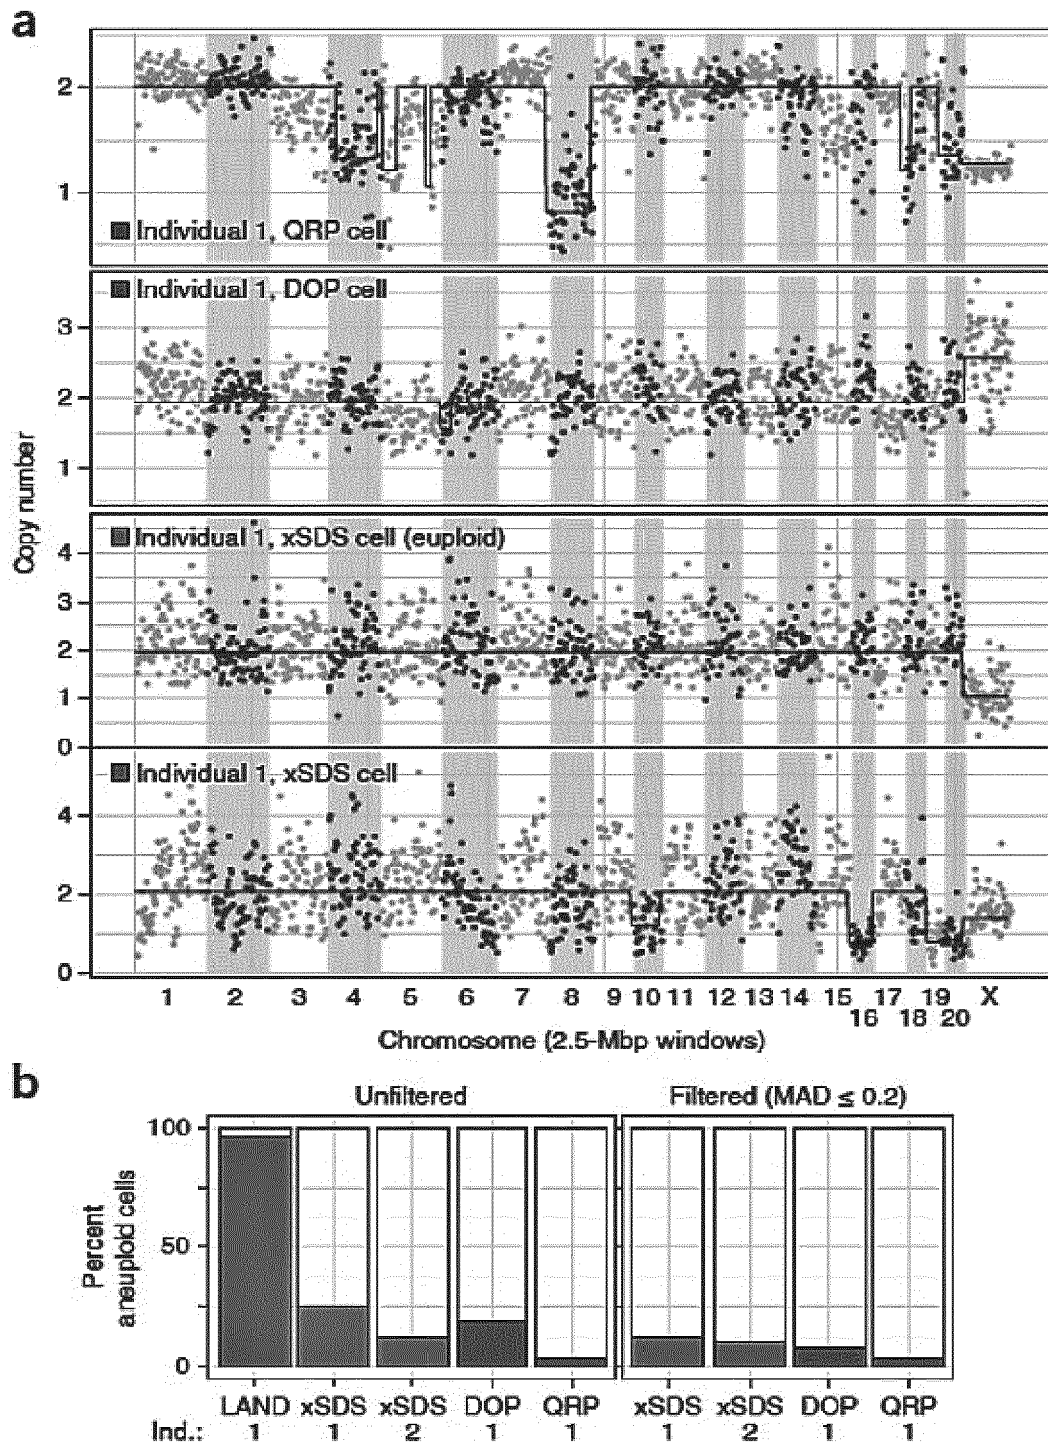 a
2
1
Individual 1, QRP cell
Individual 1, DOP cell
3
2
1
Copy number
Individual 1, xSDS cell (euploid)
4
3
2
1
0
Individual 1, xSDS cell
4
2
0
1 2 3 4 5 6 7 8 9 10 11 12 13 14 15 17 19 X
16 18 20
Chromosome (2.5-Mbp windows)
b
Unfiltered Filtered (MAD ≤ 0.2)
100
50
0
Percent
aneuploid cells
LAND xSDS xSDS DOP QRP xSDS xSDS DOP QRP
Ind.: 1 1 2 1 1 1 2 1 1